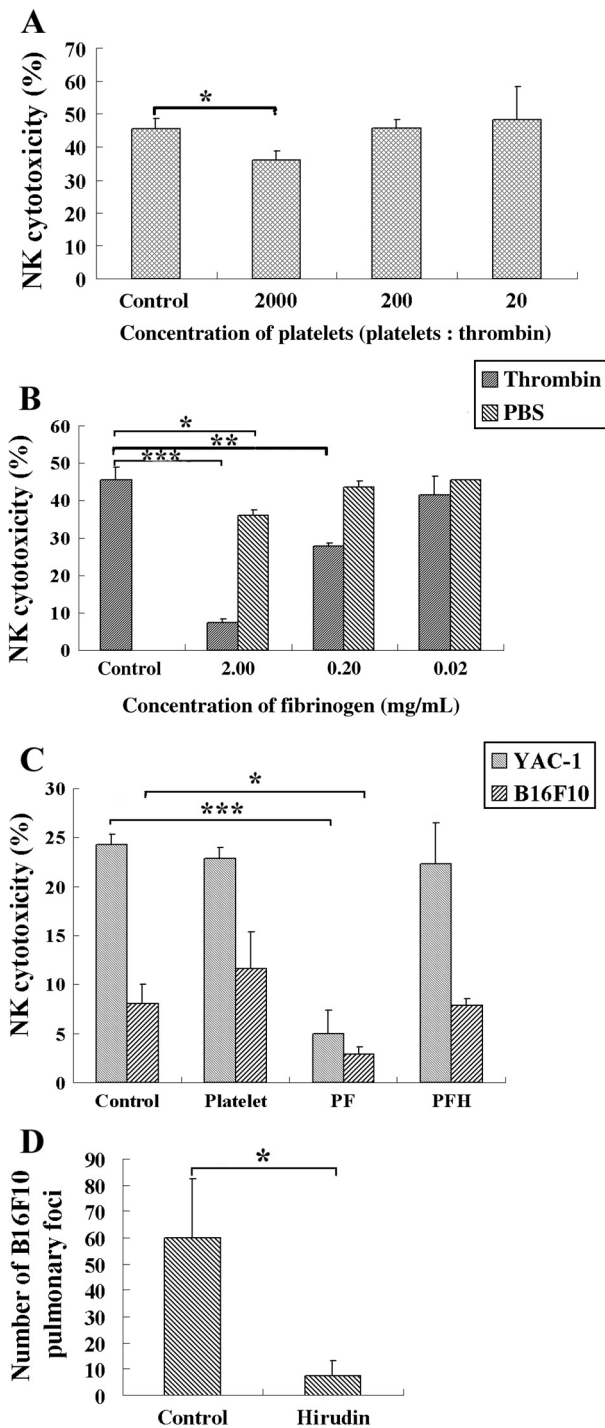 A
NK cytotoxicity (%)
70
60
50
40
30
20
10
0
*
Control 2000 200 20
Concentration of platelets (platelets : thrombin)
B
Thrombin
PBS
NK cytotoxicity (%)
60
50
40
30
20
10
0
*
**
***
Control 2.00 0.20 0.02
Concentration of fibrinogen (mg/mL)
C
YAC-1
B16F10
NK cytotoxicity (%)
30
25
20
15
10
5
0
*
***
Control Platelet PF PFH
D
Number of B16F10
pulmonary foci
90
80
70
60
50
40
30
20
10
0
*
Control Hirudin